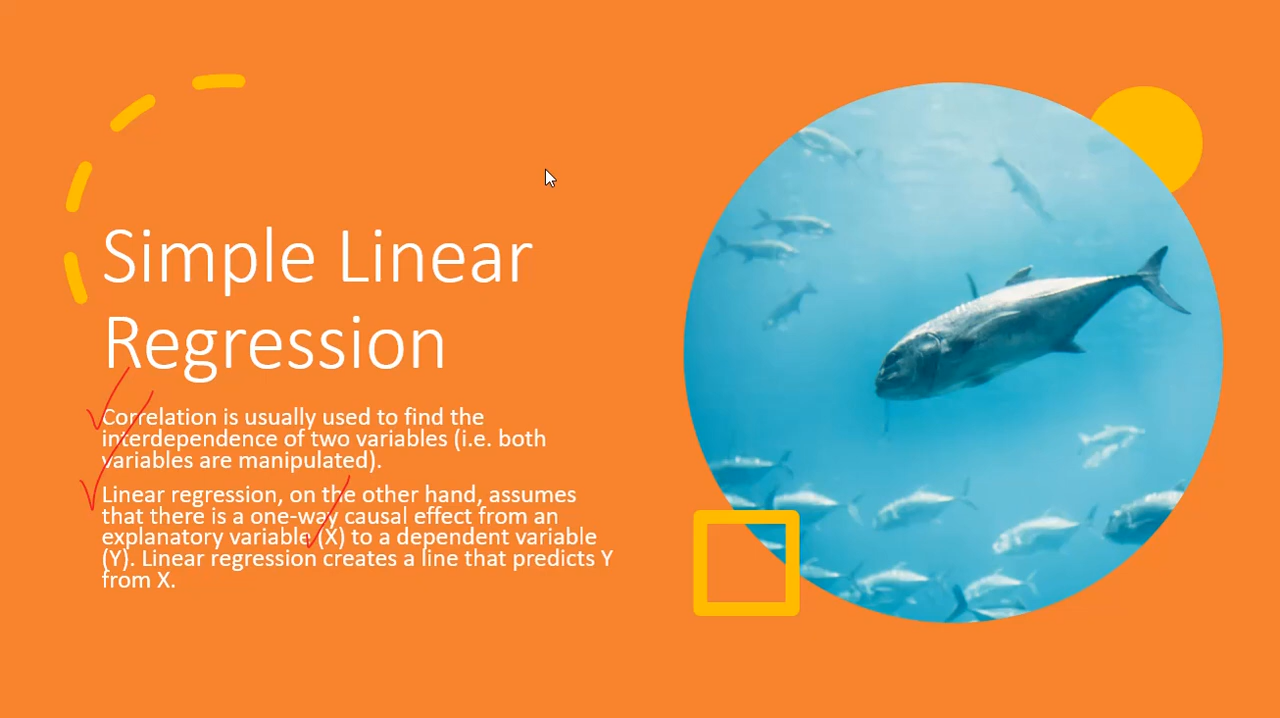 Simple Linear
Regression
Correlation is usually used to find the
interdependence of two variables (i.e. both
variables are manipulated).
Linear regression, on the other hand, assumes
that there is a one-way causal effect from an
explanatory variable (X) to a dependent variable
(Y). Linear regression creates a line that predicts Y
from X.